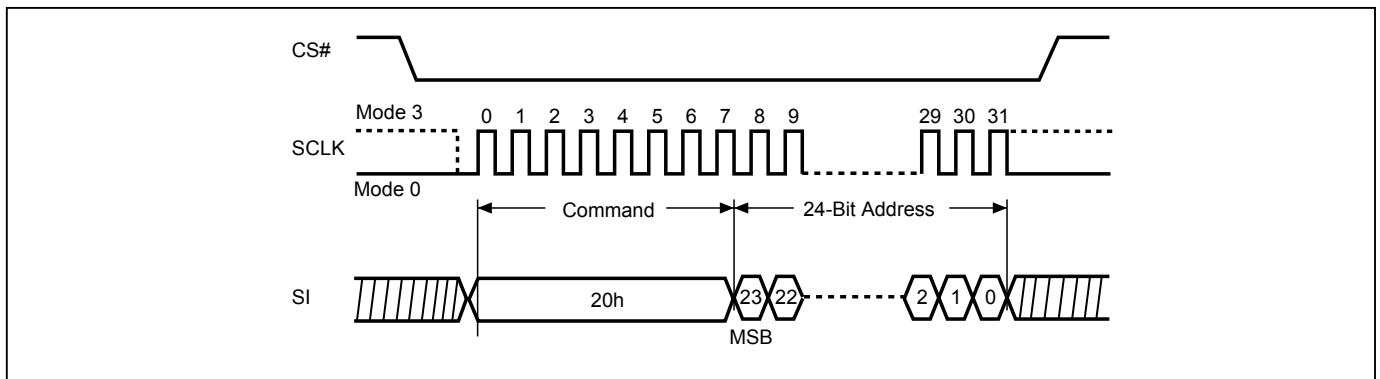 CS#
Mode 3
0 1 2 3 4 5 6 7 8 9 29 30 31
SCLK
Mode 0
Command 24-Bit Address
SI 20h 23 22 2 1 0
MSB